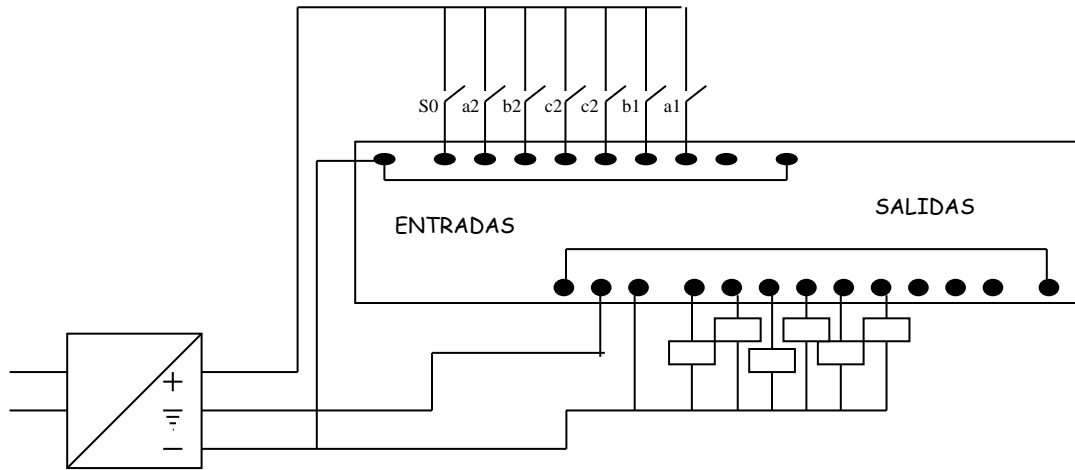 S0 a2 b2 c2 c2 b1 a1
SALIDAS
ENTRADAS
+
−